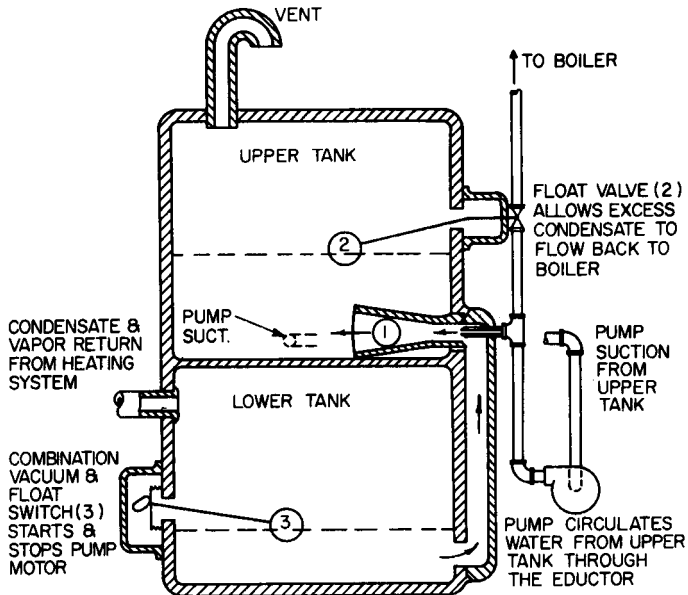 VENT
TO BOILER
UPPER TANK
FLOAT VALVE (2)
ALLOWS EXCESS
CONDENSATE TO
FLOW BACK TO
BOILER
2
PUMP
SUCT.
1
CONDENSATE &
VAPOR RETURN
FROM HEATING
SYSTEM
PUMP
SUCTION
FROM
UPPER
TANK
LOWER TANK
COMBINATION
VACUUM &
FLOAT
SWITCH (3)
STARTS &
STOPS PUMP
MOTOR
3
PUMP CIRCULATES
WATER FROM UPPER
TANK THROUGH
THE EDUCTOR